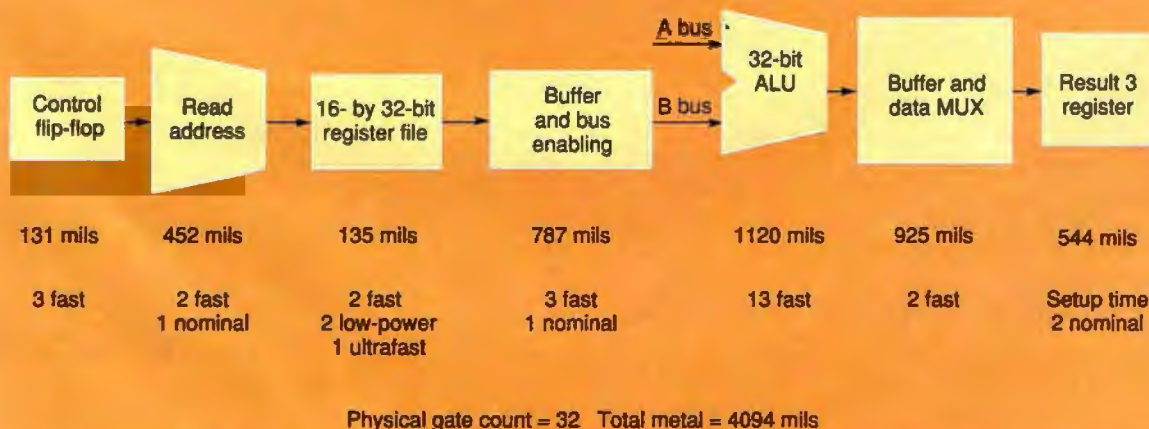 Control
flip-flop
Read
address
16- by 32-bit
register file
Buffer
and bus
enabling
A bus
B bus
32-bit
ALU
Buffer and
data MUX
Result 3
register
131 mils
452 mils
135 mils
787 mils
1120 mils
925 mils
544 mils
3 fast
2 fast
1 nominal
2 fast
2 low-power
1 ultrafast
3 fast
1 nominal
13 fast
2 fast
Setup time
2 nominal
Physical gate count = 32 Total metal = 4094 mils